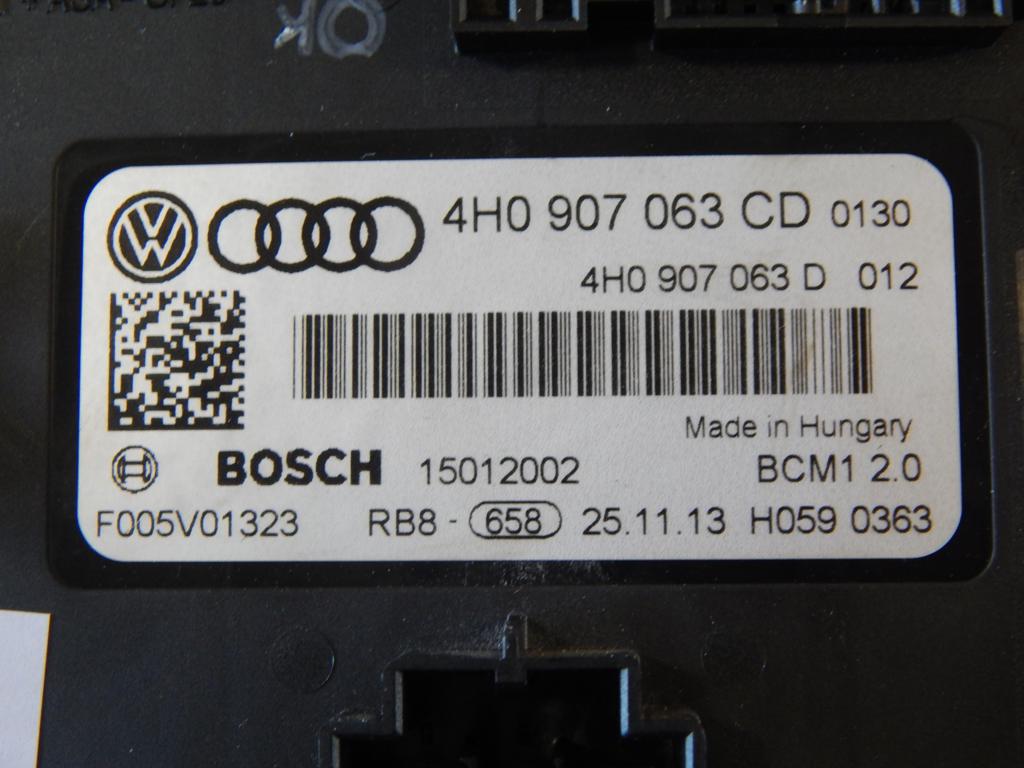 OK
4H0 907 063 CD 0130
4H0 907 063 D 012
Made in Hungary
BOSCH 15012002 BCM1 2.0
F005V01323 RB8 - 658 25.11.13 H059 0363